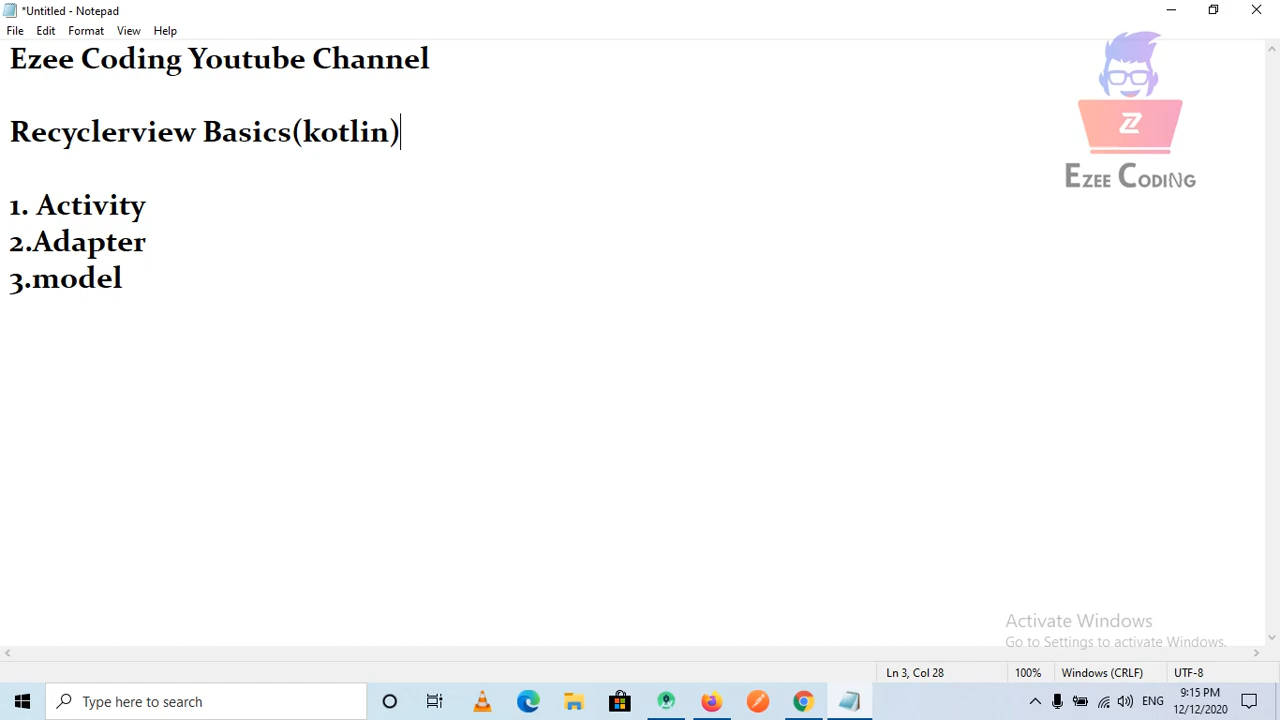 *Untitled - Notepad
File Edit Format View Help
Ezee Coding Youtube Channel
Recyclerview Basics(kotlin)
1. Activity
2.Adapter
3.model
Z
Ezee Coding
Activate Windows
Go to Settings to activate Windows.
Ln 3, Col 28 100% Windows (CRLF) UTF-8
Type here to search
ENG
9:15 PM
12/12/2020